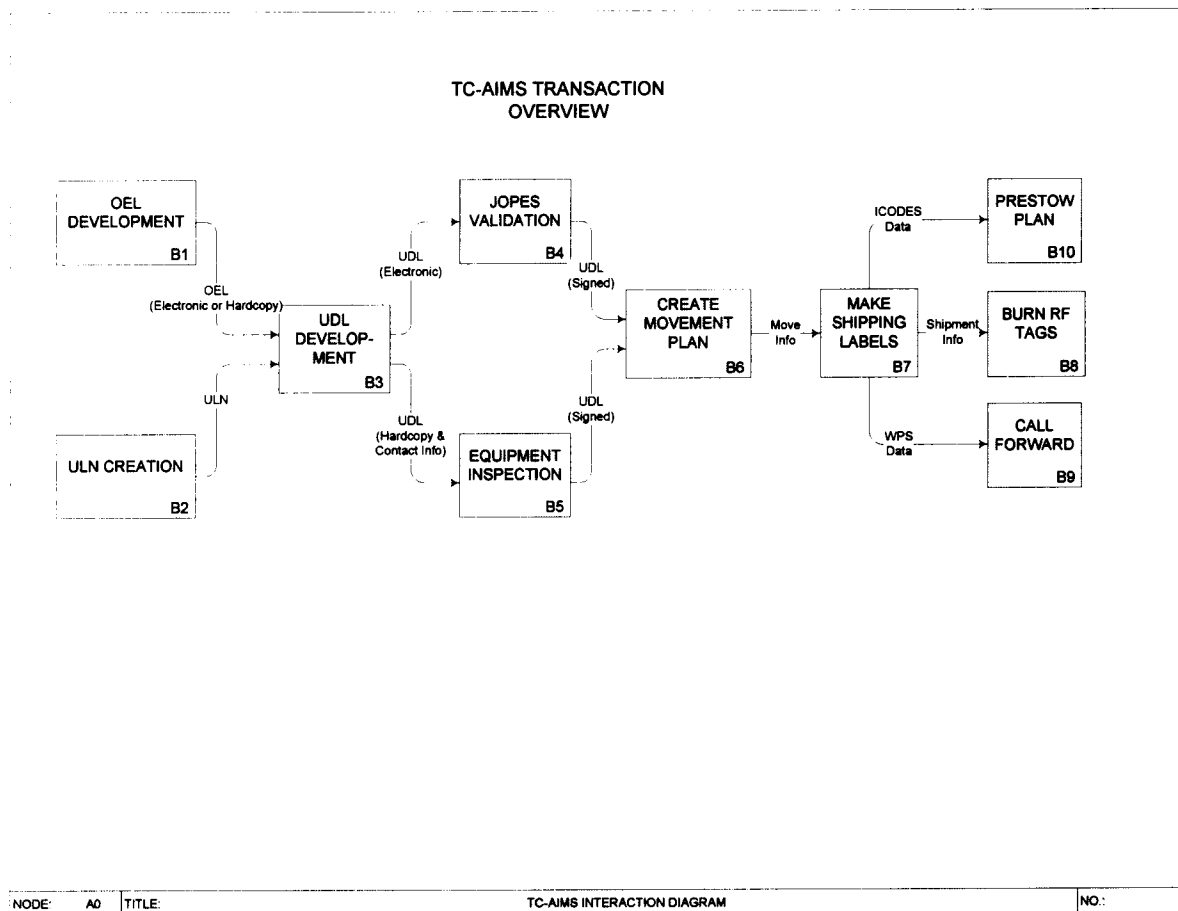 TC-AIMS TRANSACTION
OVERVIEW
OEL
DEVELOPMENT
B1
OEL
(Electronic or Hardcopy)
ULN
ULN CREATION
B2
UDL
DEVELOP-
MENT
B3
UDL
(Electronic)
UDL
(Hardcopy &
Contact Info)
JOPES
VALIDATION
B4
EQUIPMENT
INSPECTION
B5
UDL
(Signed)
UDL
(Signed)
CREATE
MOVEMENT
PLAN
B6
Move
Info
MAKE
SHIPPING
LABELS
B7
ICODES
Data
Shipment
Info
WPS
Data
PRESTOW
PLAN
B10
BURN RF
TAGS
B8
CALL
FORWARD
B9
NODE: A0 TITLE: TC-AIMS INTERACTION DIAGRAM NO.: